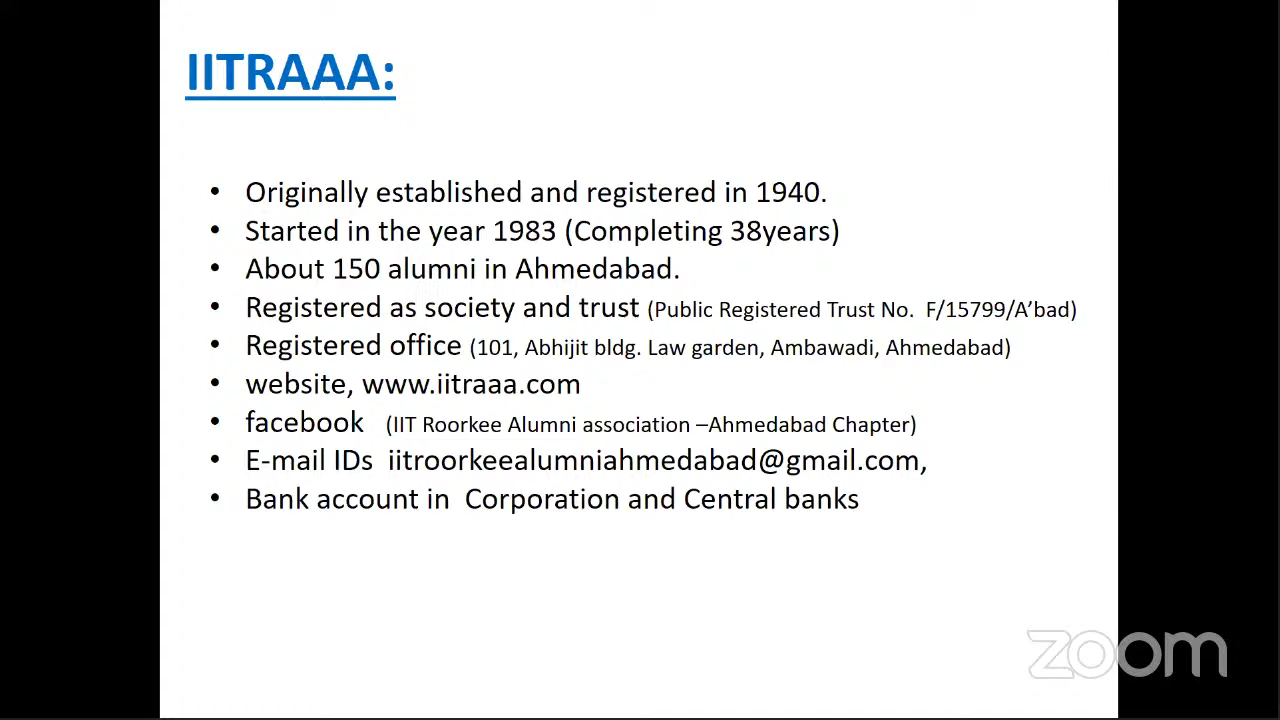 IITRAAA:
• Originally established and registered in 1940.
• Started in the year 1983 (Completing 38years)
• About 150 alumni in Ahmedabad.
• Registered as society and trust (Public Registered Trust No. F/15799/A’bad)
• Registered office (101, Abhijit bldg. Law garden, Ambawadi, Ahmedabad)
• website, www.iitraaa.com
• facebook (IIT Roorkee Alumni association –Ahmedabad Chapter)
• E-mail IDs iitroorkeealumniahmedabad@gmail.com,
• Bank account in Corporation and Central banks
zoom